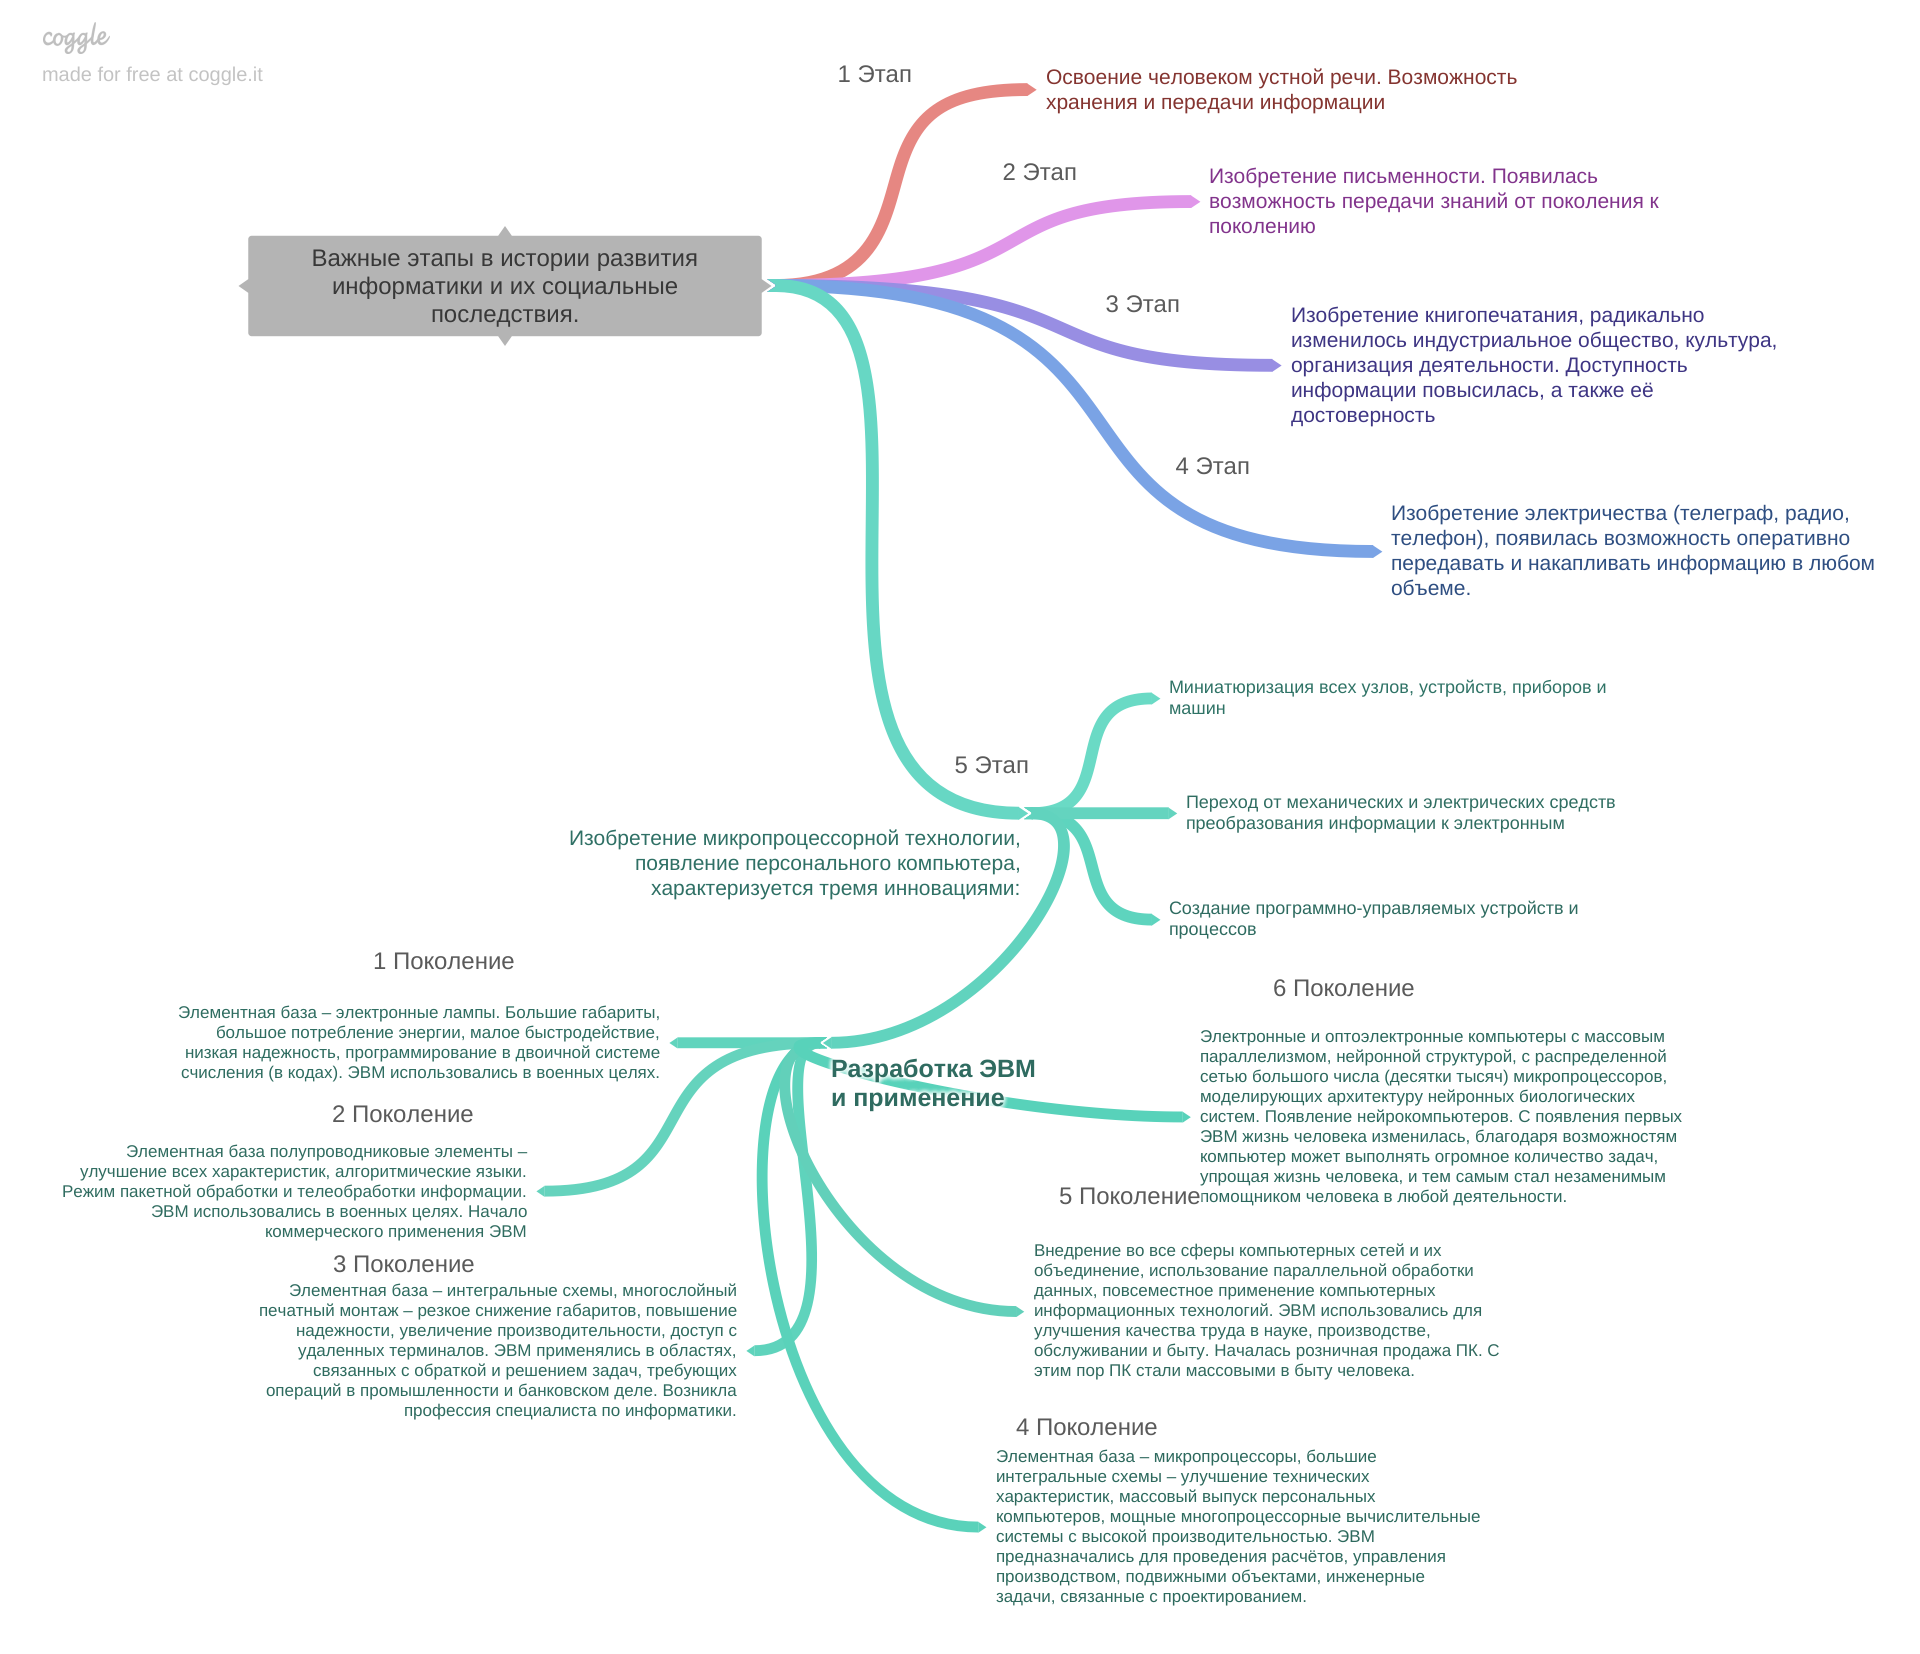 coggle
made for free at coggle.it
Важные этапы в истории развития
информатики и их социальные
последствия.
1 Этап
Освоение человеком устной речи. Возможность
хранения и передачи информации
2 Этап
Изобретение письменности. Появилась
возможность передачи знаний от поколения к
поколению
3 Этап
Изобретение книгопечатания, радикально
изменилось индустриальное общество, культура,
организация деятельности. Доступность
информации повысилась, а также её
достоверность
4 Этап
Изобретение электричества (телеграф, радио,
телефон), появилась возможность оперативно
передавать и накапливать информацию в любом
объеме.
5 Этап
Изобретение микропроцессорной технологии,
появление персонального компьютера,
характеризуется тремя инновациями:
Миниатюризация всех узлов, устройств, приборов и
машин
Переход от механических и электрических средств
преобразования информации к электронным
Создание программно-управляемых устройств и
процессов
Разработка ЭВМ
и применение
1 Поколение
Элементная база – электронные лампы. Большие габариты,
большое потребление энергии, малое быстродействие,
низкая надежность, программирование в двоичной системе
счисления (в кодах). ЭВМ использовались в военных целях.
2 Поколение
Элементная база полупроводниковые элементы –
улучшение всех характеристик, алгоритмические языки.
Режим пакетной обработки и телеобработки информации.
ЭВМ использовались в военных целях. Начало
коммерческого применения ЭВМ
3 Поколение
Элементная база – интегральные схемы, многослойный
печатный монтаж – резкое снижение габаритов, повышение
надежности, увеличение производительности, доступ с
удаленных терминалов. ЭВМ применялись в областях,
связанных с обраткой и решением задач, требующих
операций в промышленности и банковском деле. Возникла
профессия специалиста по информатики.
6 Поколение
Электронные и оптоэлектронные компьютеры с массовым
параллелизмом, нейронной структурой, с распределенной
сетью большого числа (десятки тысяч) микропроцессоров,
моделирующих архитектуру нейронных биологических
систем. Появление нейрокомпьютеров. С появления первых
ЭВМ жизнь человека изменилась, благодаря возможностям
компьютер может выполнять огромное количество задач,
упрощая жизнь человека, и тем самым стал незаменимым
помощником человека в любой деятельности.
5 Поколение
Внедрение во все сферы компьютерных сетей и их
объединение, использование параллельной обработки
данных, повсеместное применение компьютерных
информационных технологий. ЭВМ использовались для
улучшения качества труда в науке, производстве,
обслуживании и быту. Началась розничная продажа ПК. С
этим пор ПК стали массовыми в быту человека.
4 Поколение
Элементная база – микропроцессоры, большие
интегральные схемы – улучшение технических
характеристик, массовый выпуск персональных
компьютеров, мощные многопроцессорные вычислительные
системы с высокой производительностью. ЭВМ
предназначались для проведения расчётов, управления
производством, подвижными объектами, инженерные
задачи, связанные с проектированием.